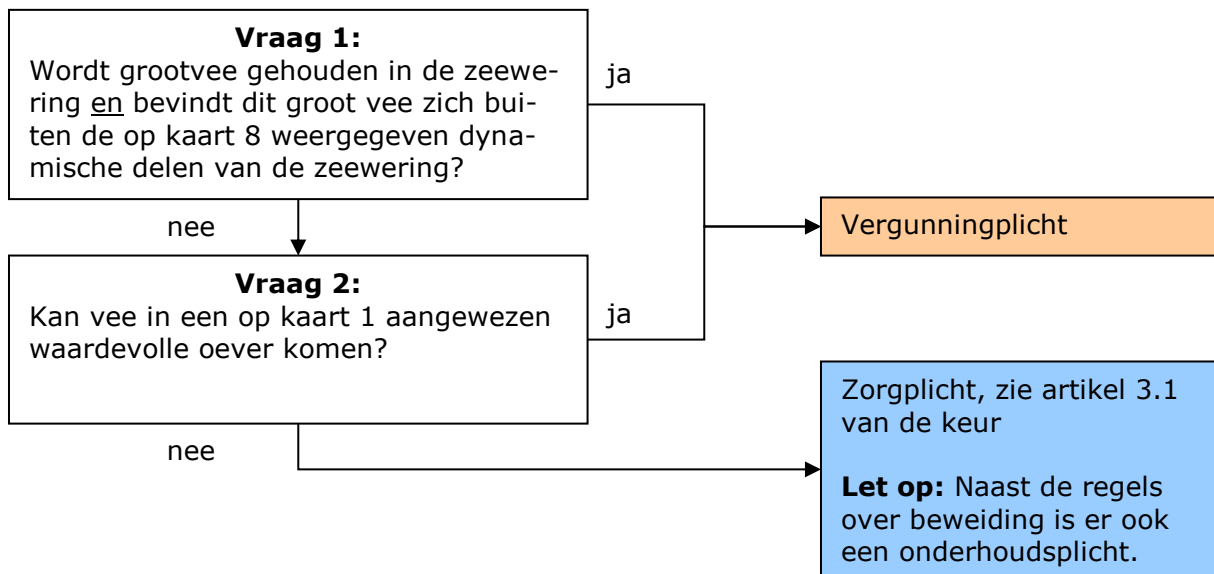 Vraag 1:
Wordt grootvee gehouden in de zeewe-
ring en bevindt dit groot vee zich bui-
ten de op kaart 8 weergegeven dyna-
mische delen van de zeewering?
ja
nee
Vergunningplicht
Vraag 2:
Kan vee in een op kaart 1 aangewezen
waardevolle oever komen?
ja
nee
Zorgplicht, zie artikel 3.1
van de keur
Let op: Naast de regels
over beweiding is er ook
een onderhoudsplicht.